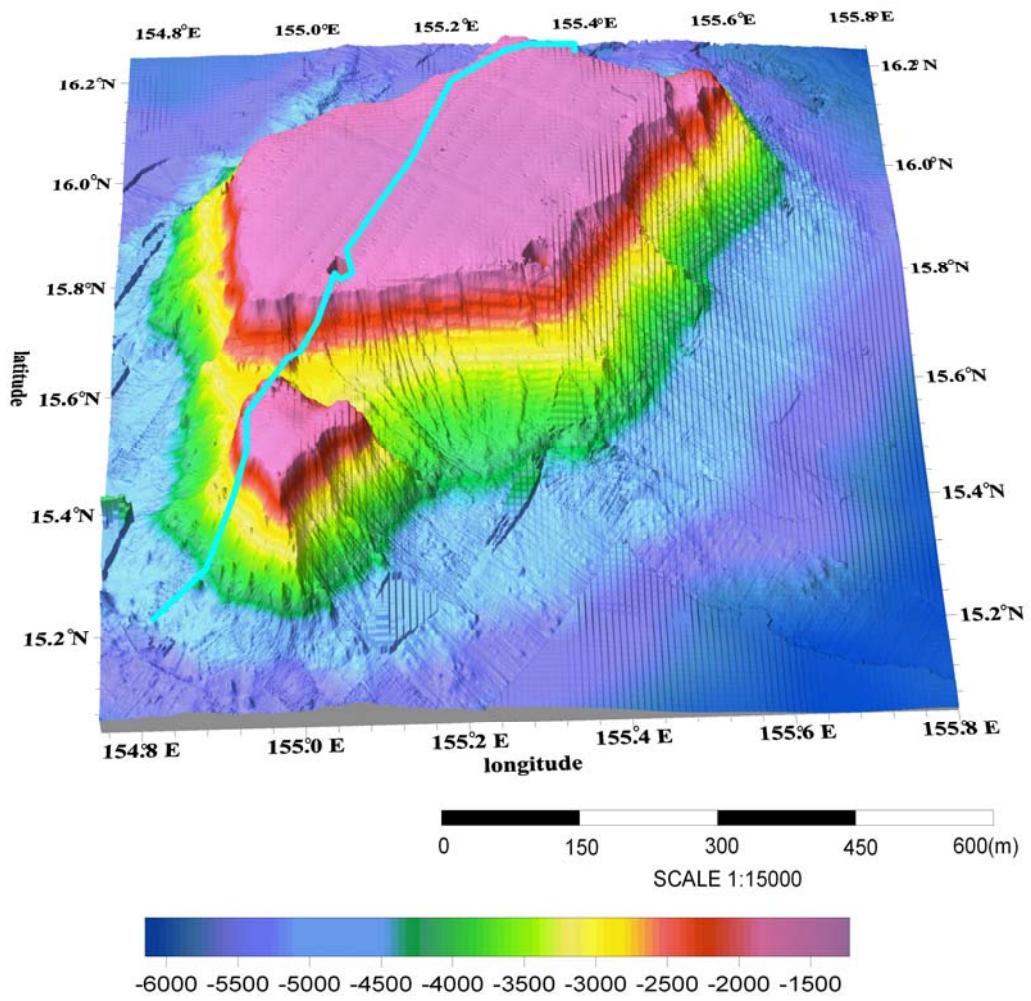 154.8°E 155.0°E 155.2°E 155.4°E 155.6°E 155.8°E
16.2°N 16.2°N
16.0°N 16.0°N
15.8°N 15.8°N
latitude
15.6°N 15.6°N
15.4°N 15.4°N
15.2°N 15.2°N
154.8 E 155.0°E 155.2°E 155.4°E 155.6°E 155.8°E
longitude
0 150 300 450 600(m)
SCALE 1:15000
-6000 -5500 -5000 -4500 -4000 -3500 -3000 -2500 -2000 -1500